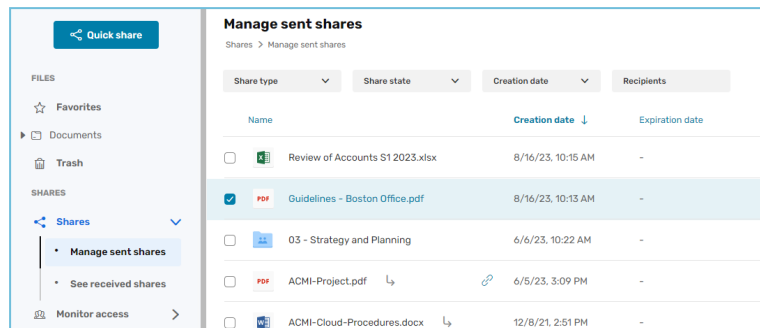 Quick share
FILES
Favorites
Documents
Trash
SHARES
Shares
Manage sent shares
See received shares
Monitor access
Manage sent shares
Shares > Manage sent shares
Share type Share state Creation date Recipients
Name Creation date ↓ Expiration date
Review of Accounts S1 2023.xlsx 8/16/23, 10:15 AM -
PDF Guidelines - Boston Office.pdf 8/16/23, 10:13 AM -
03 - Strategy and Planning 6/6/23, 10:22 AM -
PDF ACMI-Project.pdf 6/5/23, 3:09 PM -
ACMI-Cloud-Procedures.docx 12/8/21, 2:51 PM -